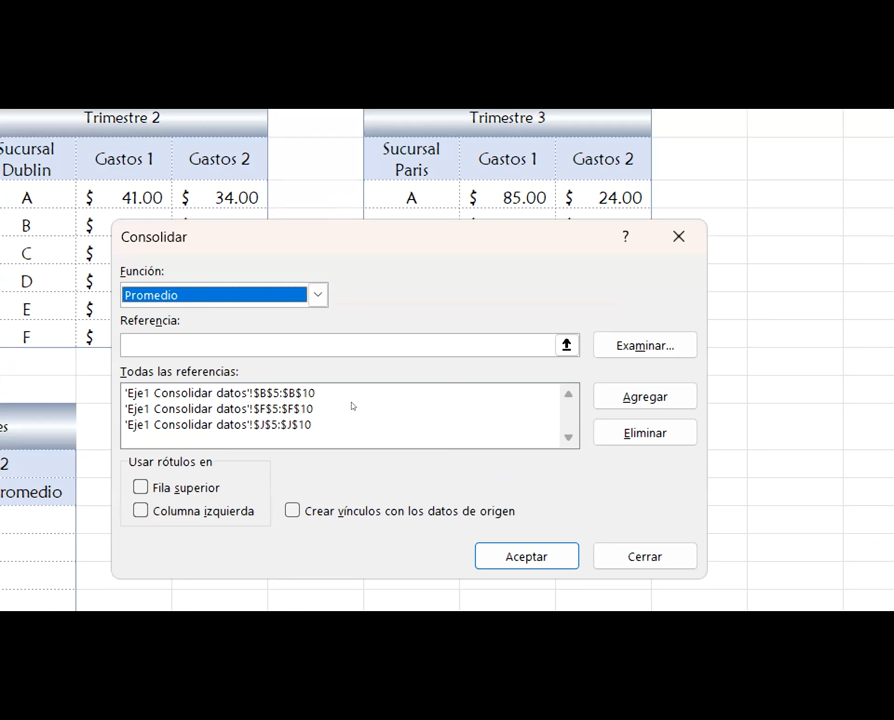 Trimestre 2
Trimestre 3
Sucursal Dublin
Gastos 1
Gastos 2
Sucursal Paris
Gastos 1
Gastos 2
A $ 41.00 $ 34.00
A $ 85.00 $ 24.00
B $
C $
D $
E $
F $
Consolidar ? ✕
Función:
Promedio
Referencia:
Examinar...
Todas las referencias:
'Eje1 Consolidar datos'!$B$5:$B$10
'Eje1 Consolidar datos'!$F$5:$F$10
'Eje1 Consolidar datos'!$J$5:$J$10
Agregar
Eliminar
Usar rótulos en
Fila superior
Columna izquierda
Crear vínculos con los datos de origen
Aceptar
Cerrar
es
2
romedio